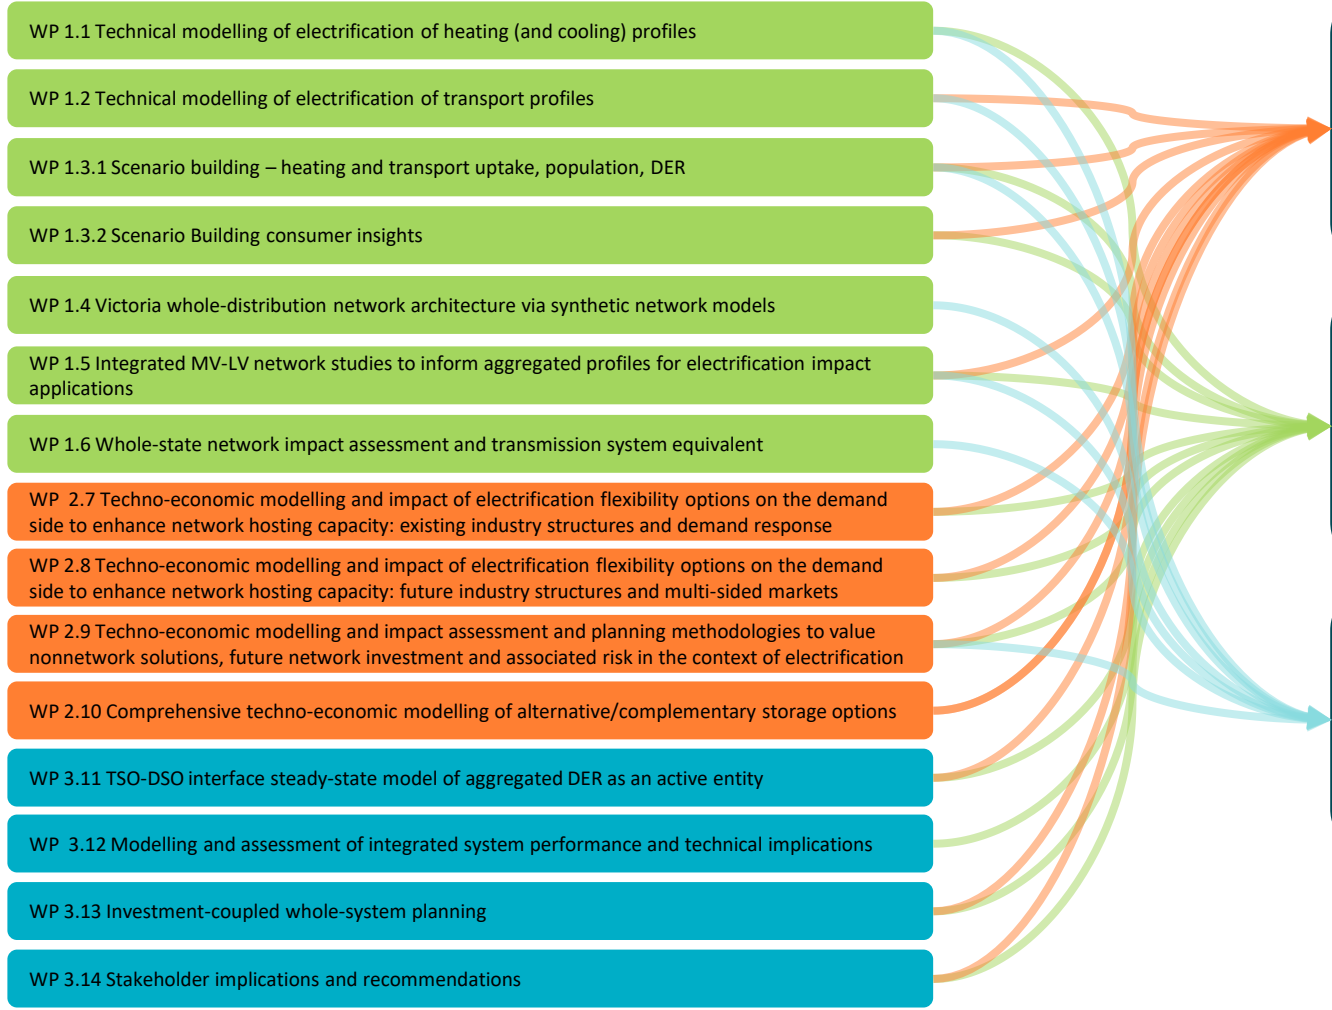 WP 1.1 Technical modelling of electrification of heating (and cooling) profiles
WP 1.2 Technical modelling of electrification of transport profiles
WP 1.3.1 Scenario building – heating and transport uptake, population, DER
WP 1.3.2 Scenario Building consumer insights
WP 1.4 Victoria whole-distribution network architecture via synthetic network models
WP 1.5 Integrated MV-LV network studies to inform aggregated profiles for electrification impact
applications
WP 1.6 Whole-state network impact assessment and transmission system equivalent
WP 2.7 Techno-economic modelling and impact of electrification flexibility options on the demand
side to enhance network hosting capacity: existing industry structures and demand response
WP 2.8 Techno-economic modelling and impact of electrification flexibility options on the demand
side to enhance network hosting capacity: future industry structures and multi-sided markets
WP 2.9 Techno-economic modelling and impact assessment and planning methodologies to value
nonnetwork solutions, future network investment and associated risk in the context of electrification
WP 2.10 Comprehensive techno-economic modelling of alternative/complementary storage options
WP 3.11 TSO-DSO interface steady-state model of aggregated DER as an active entity
WP 3.12 Modelling and assessment of integrated system performance and technical implications
WP 3.13 Investment-coupled whole-system planning
WP 3.14 Stakeholder implications and recommendations